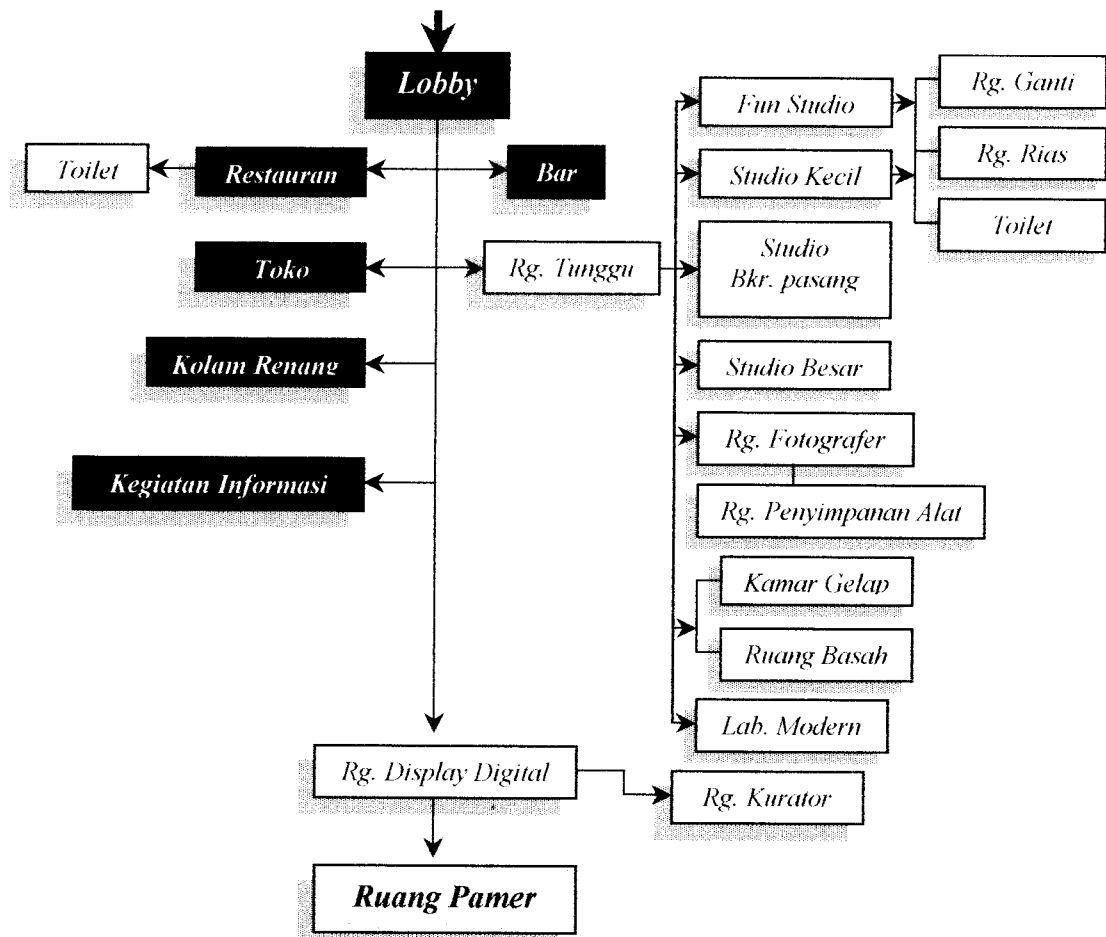 Lobby
Toilet
Restauran
Bar
Toko
Rg. Tunggu
Kolam Renang
Kegiatan Informasi
Fun Studio
Studio Kecil
Studio
Bkr. pasang
Studio Besar
Rg. Fotografer
Rg. Penyimpanan Alat
Kamar Gelap
Ruang Basah
Lab. Modern
Rg. Ganti
Rg. Rias
Toilet
Rg. Display Digital
Rg. Kurator
Ruang Pamer